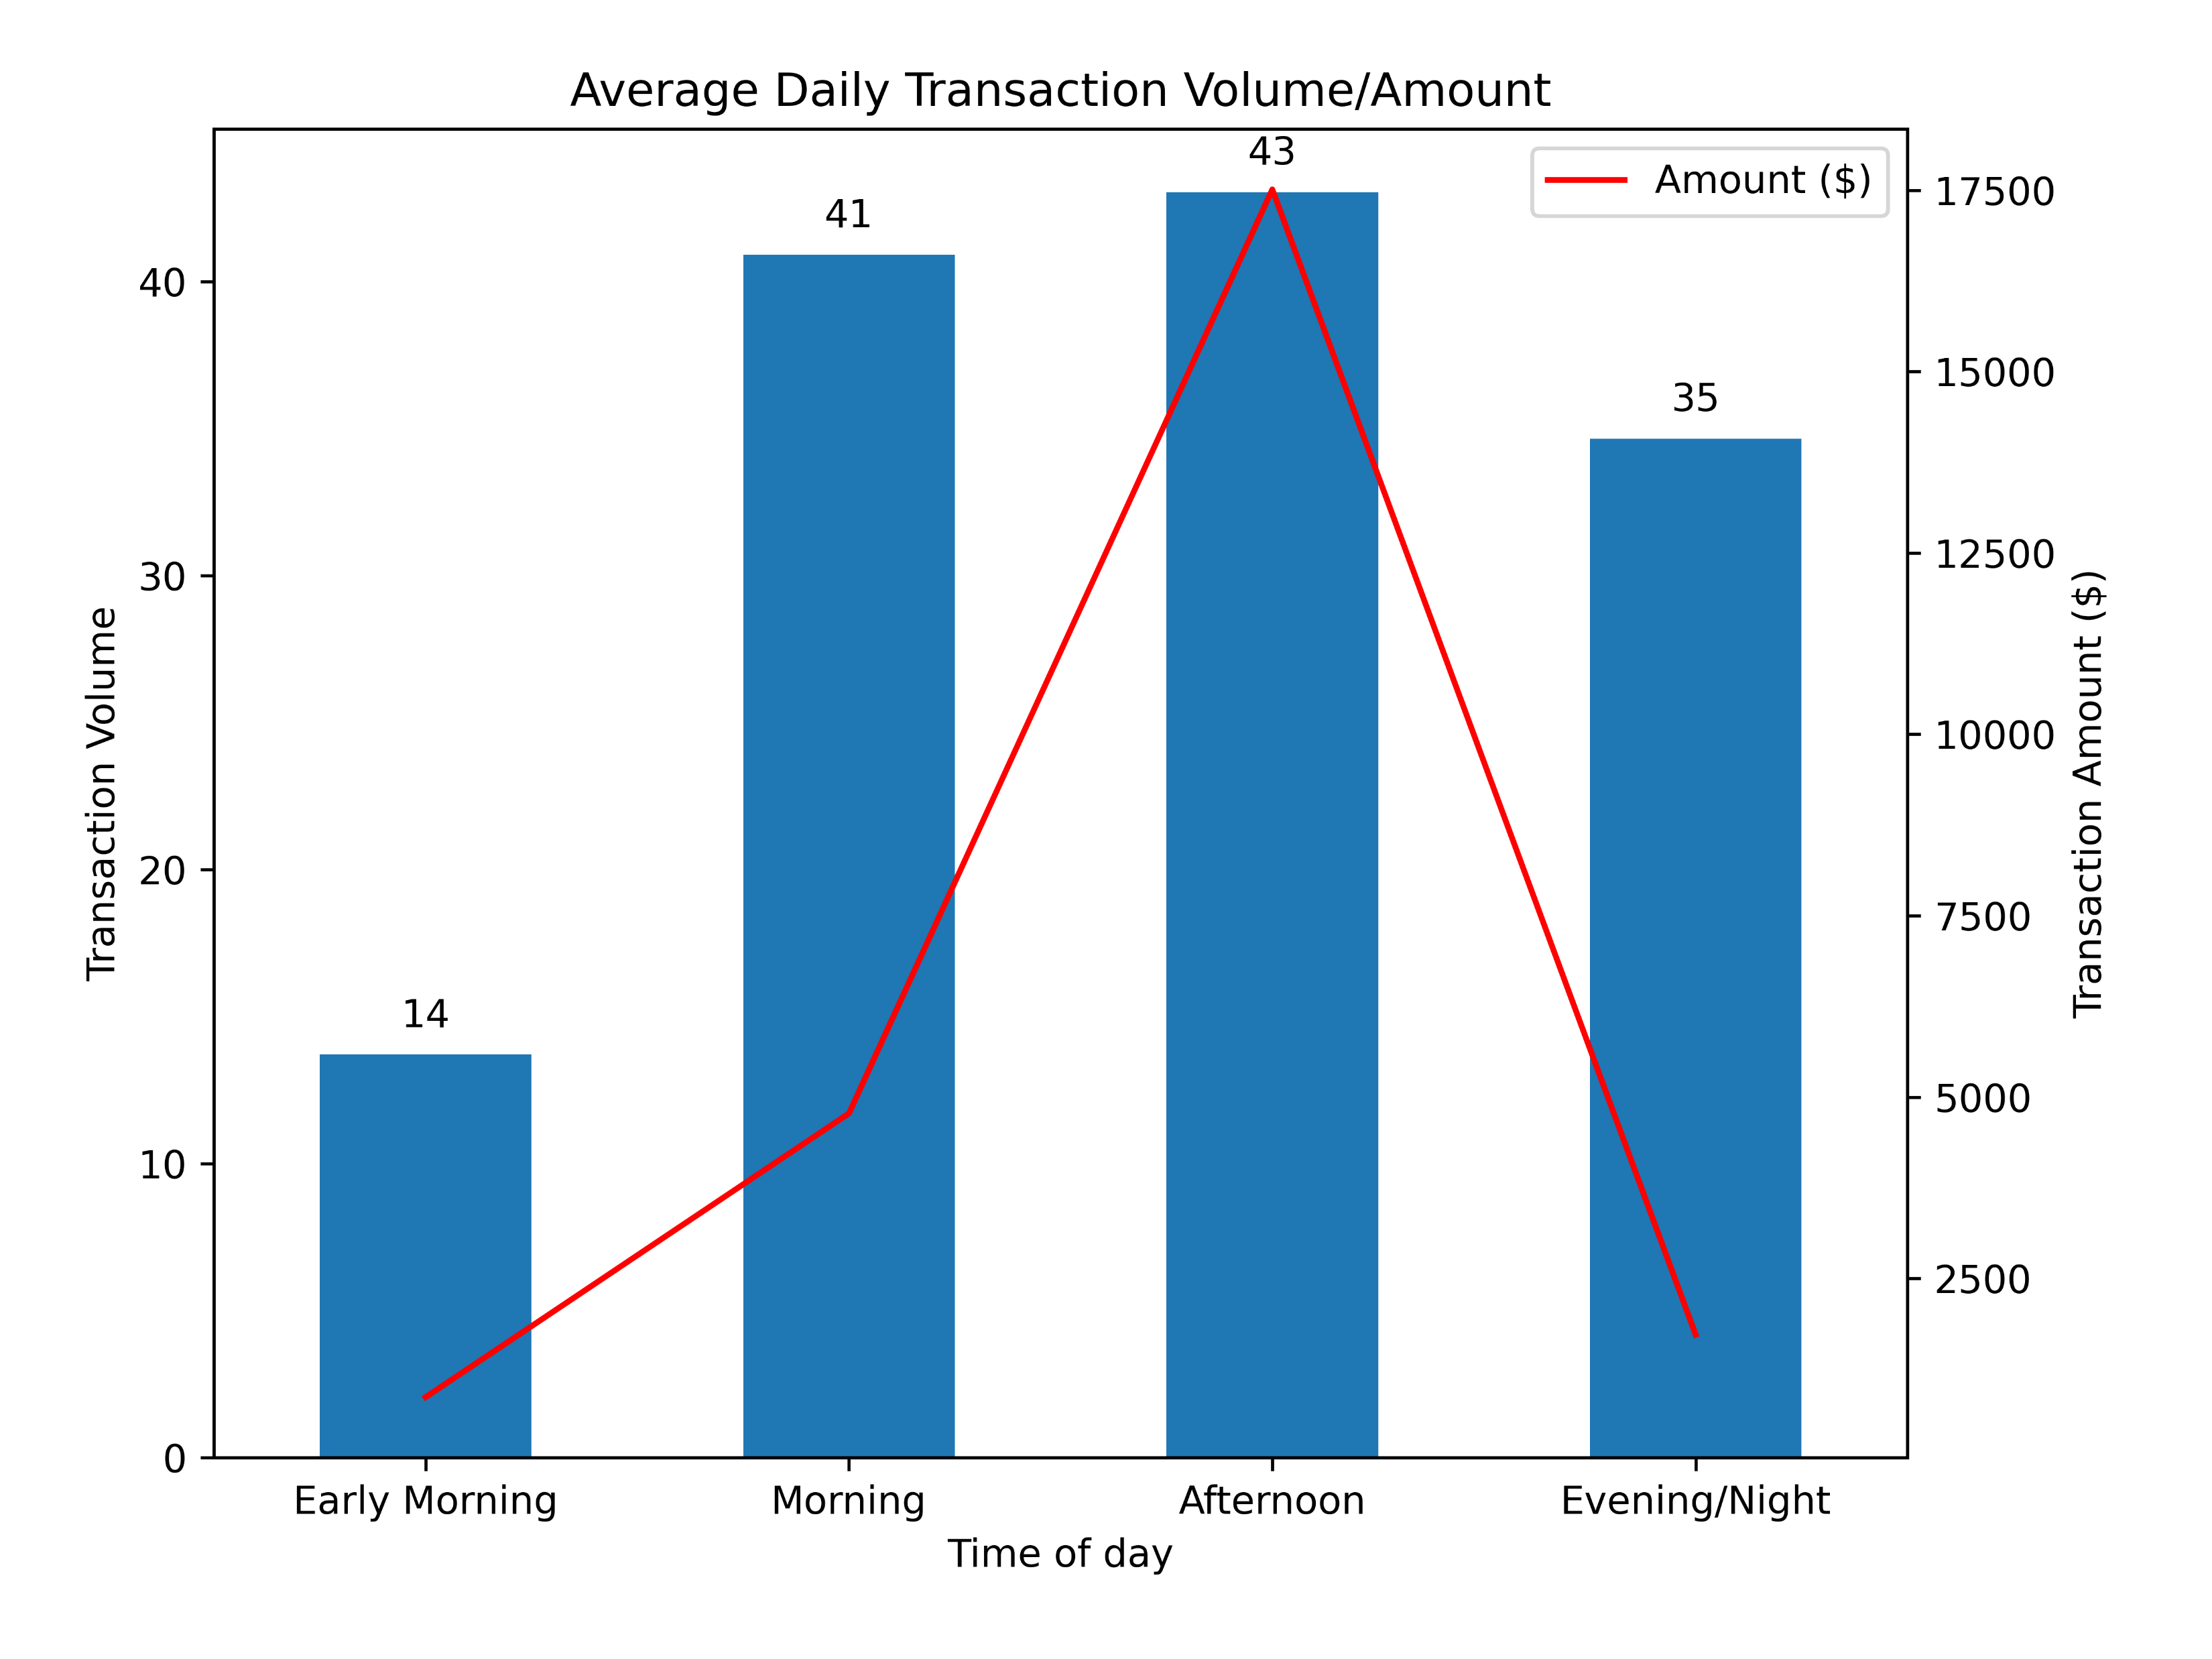 Average Daily Transaction Volume/Amount
43
Amount ($)
41
35
14
Transaction Volume
40
30
20
10
0
17500
15000
12500
10000
7500
5000
2500
Transaction Amount ($)
Early Morning Morning Afternoon Evening/Night
Time of day